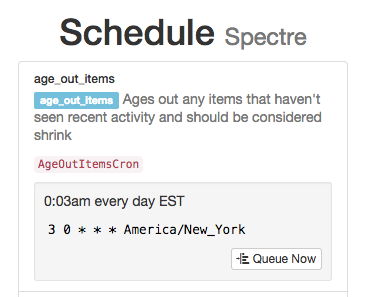 Schedule Spectre
age_out_items
age_out_items Ages out any items that haven't
seen recent activity and should be considered
shrink
AgeOutItemsCron
0:03am every day EST
3 0 * * * America/New_York
Queue Now